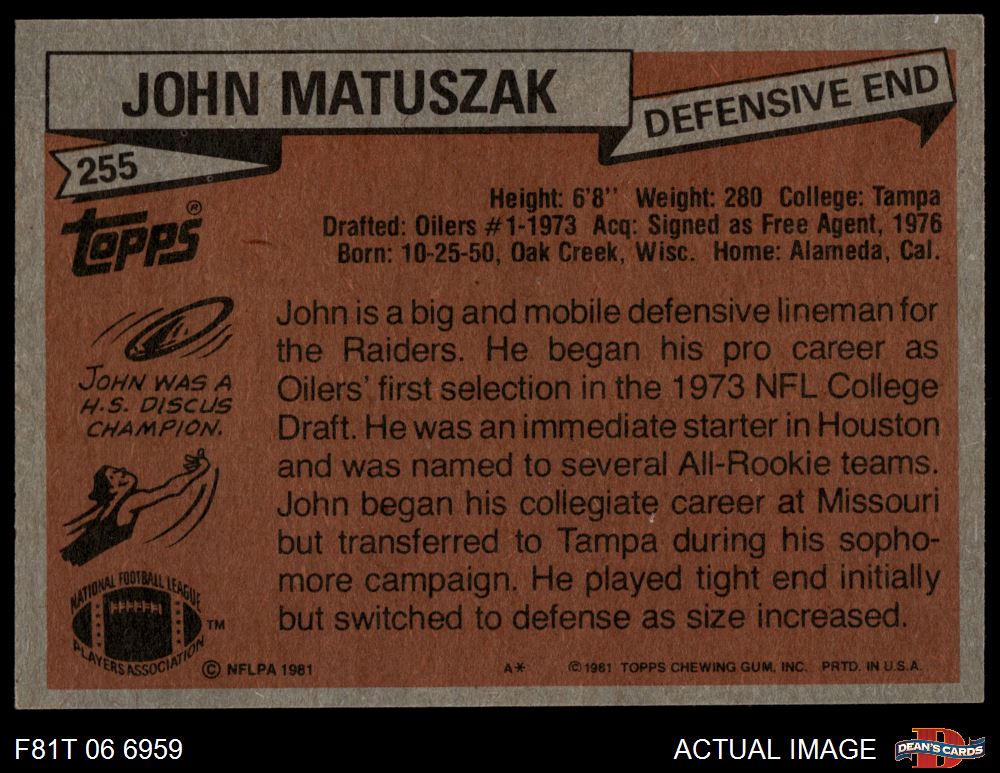 JOHN MATUSZAK
DEFENSIVE END
255
topps®
Height: 6'8'' Weight: 280 College: Tampa
Drafted: Oilers #1-1973 Acq: Signed as Free Agent, 1976
Born: 10-25-50, Oak Creek, Wisc. Home: Alameda, Cal.
JOHN WAS A
H.S. DISCUS
CHAMPION.
John is a big and mobile defensive lineman for
the Raiders. He began his pro career as
Oilers' first selection in the 1973 NFL College
Draft. He was an immediate starter in Houston
and was named to several All-Rookie teams.
John began his collegiate career at Missouri
but transferred to Tampa during his sopho-
more campaign. He played tight end initially
but switched to defense as size increased.
NATIONAL FOOTBALL LEAGUE
PLAYERS ASSOCIATION
TM
© NFLPA 1981
A*
© 1981 TOPPS CHEWING GUM, INC. PRTD. IN U.S.A.
F81T 06 6959
ACTUAL IMAGE
D
DEAN'S CARDS